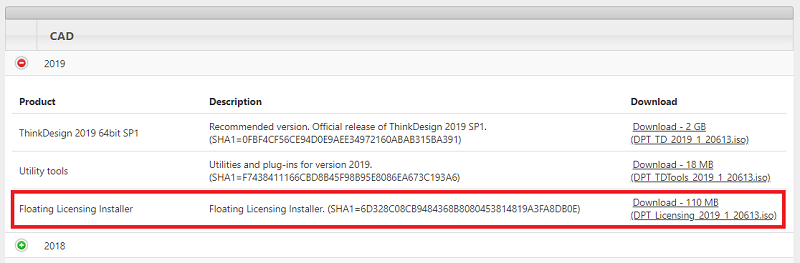 CAD
2019
Product Description Download
ThinkDesign 2019 64bit SP1
Recommended version. Official release of ThinkDesign 2019 SP1.
(SHA1=0FBF4CF56CE94D0E9AEE34972160ABAB315BA391)
Download - 2 GB
(DPT_TD_2019_1_20613.iso)
Utility tools
Utilities and plug-ins for version 2019.
(SHA1=F7438411166CBD8B45F98B95E8086EA673C193A6)
Download - 18 MB
(DPT_TDTools_2019_1_20613.iso)
Floating Licensing Installer
Floating Licensing Installer. (SHA1=6D328C08CB9484368B8080453814819A3FA8DB0E)
Download - 110 MB
(DPT_Licensing_2019_1_20613.iso)
2018